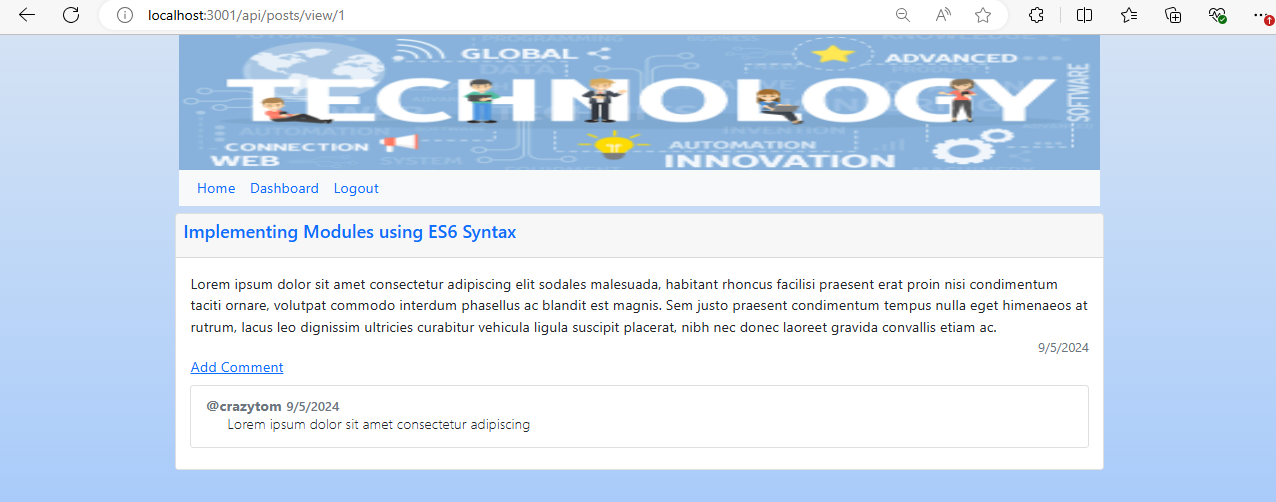 localhost:3001/api/posts/view/1
GLOBAL
DATA
ADVANCED
KNOWLEDGE
BUSINESS
TECHNOLOGY
SOFTWARE
AUTOMATION
INVENTION
CONNECTION
AUTOMATION
WEB
SYSTEM
INNOVATION
Home Dashboard Logout
Implementing Modules using ES6 Syntax
Lorem ipsum dolor sit amet consectetur adipiscing elit sodales malesuada, habitant rhoncus facilisi praesent erat proin nisi condimentum
taciti ornare, volutpat commodo interdum phasellus ac blandit est magnis. Sem justo praesent condimentum tempus nulla eget himenaeos at
rutrum, lacus leo dignissim ultricies curabitur vehicula ligula suscipit placerat, nibh nec donec laoreet gravida convallis etiam ac.
9/5/2024
Add Comment
@crazytom 9/5/2024
Lorem ipsum dolor sit amet consectetur adipiscing